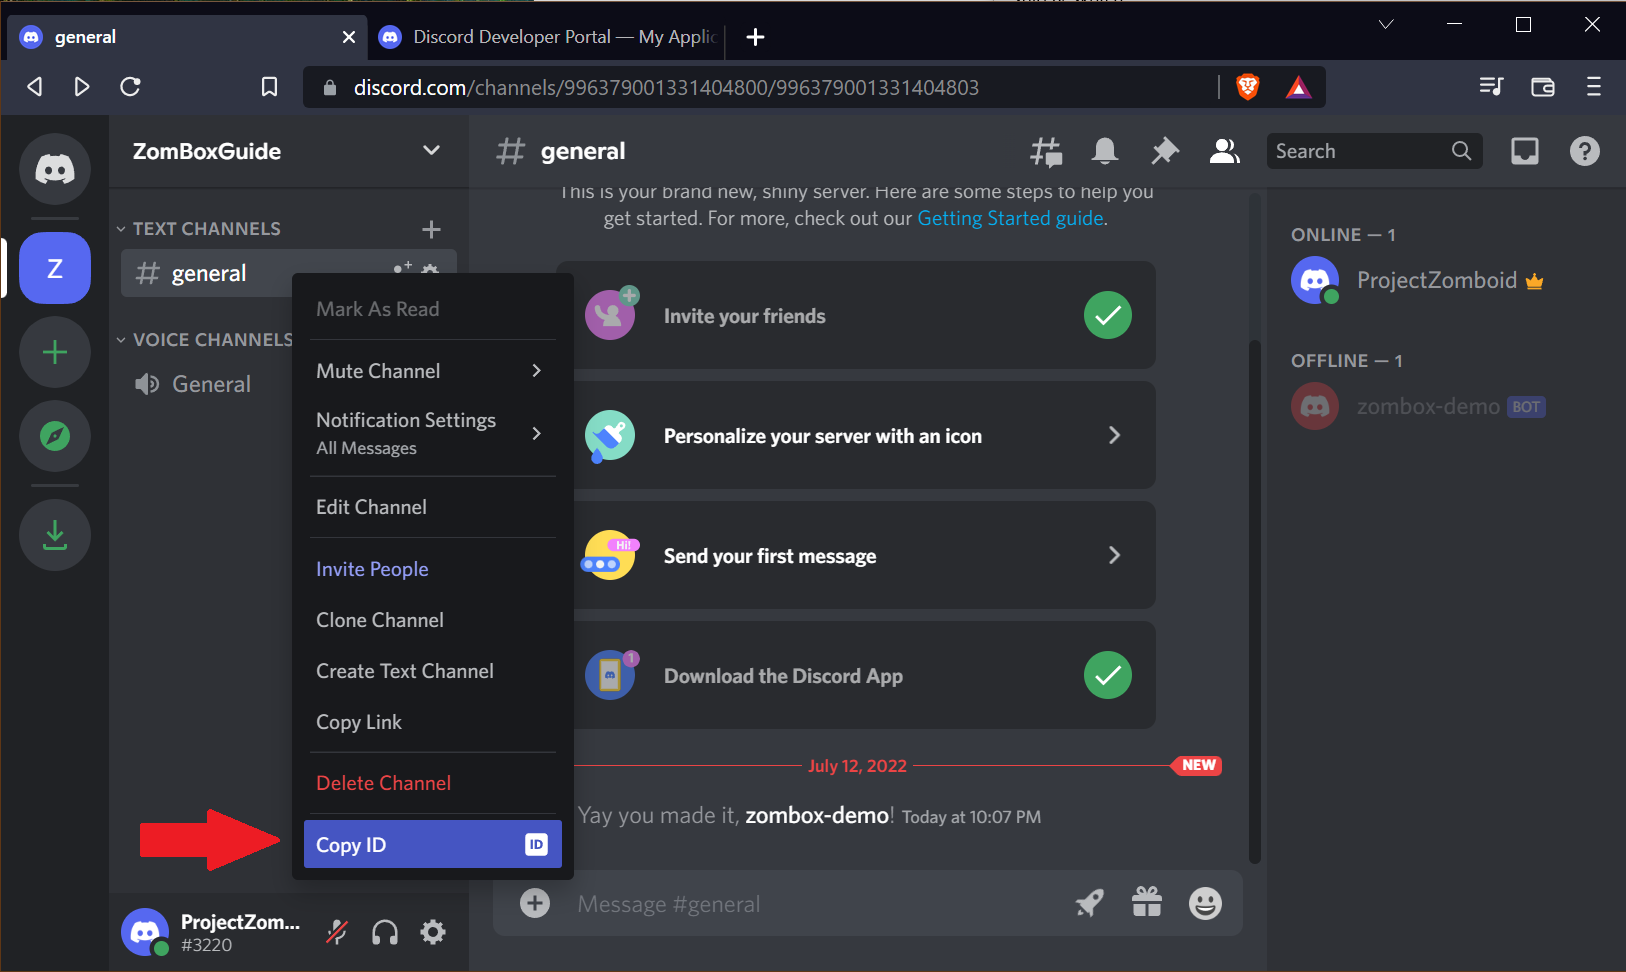 general
Discord Developer Portal — My Applic
discord.com/channels/996379001331404800/996379001331404803
ZomBoxGuide
general
Search
This is your brand new, shiny server. Here are some steps to help you
get started. For more, check out our Getting Started guide.
TEXT CHANNELS
general
VOICE CHANNELS
General
Mark As Read
Mute Channel
Notification Settings
All Messages
Edit Channel
Invite People
Clone Channel
Create Text Channel
Copy Link
Delete Channel
Copy ID
ID
Invite your friends
Personalize your server with an icon
Hi!
Send your first message
1
Download the Discord App
July 12, 2022
NEW
Yay you made it, zombox-demo! Today at 10:07 PM
Message #general
ONLINE — 1
ProjectZomboid
OFFLINE — 1
zombox-demo BOT
Z
ProjectZom...
#3220